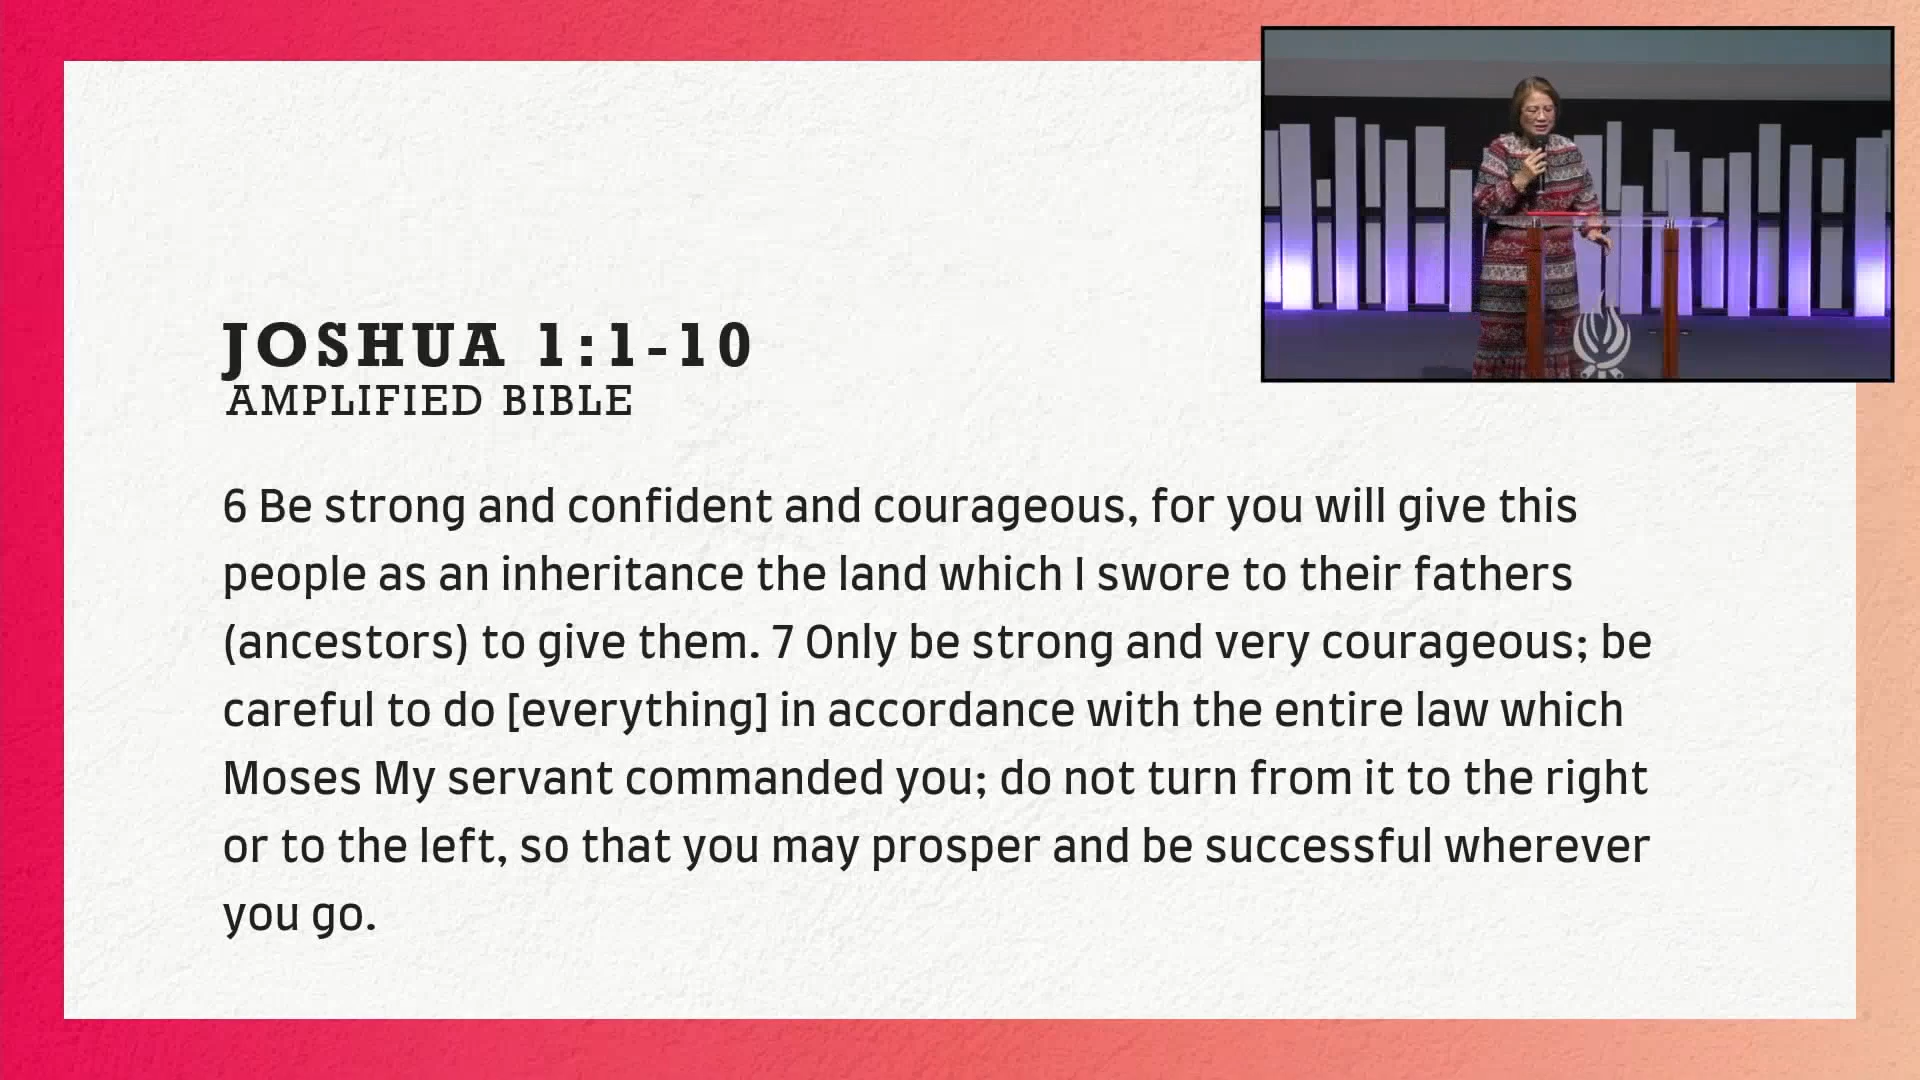 JOSHUA 1:1-10
AMPLIFIED BIBLE
6 Be strong and confident and courageous, for you will give this
people as an inheritance the land which I swore to their fathers
(ancestors) to give them. 7 Only be strong and very courageous; be
careful to do [everything] in accordance with the entire law which
Moses My servant commanded you; do not turn from it to the right
or to the left, so that you may prosper and be successful wherever
you go.